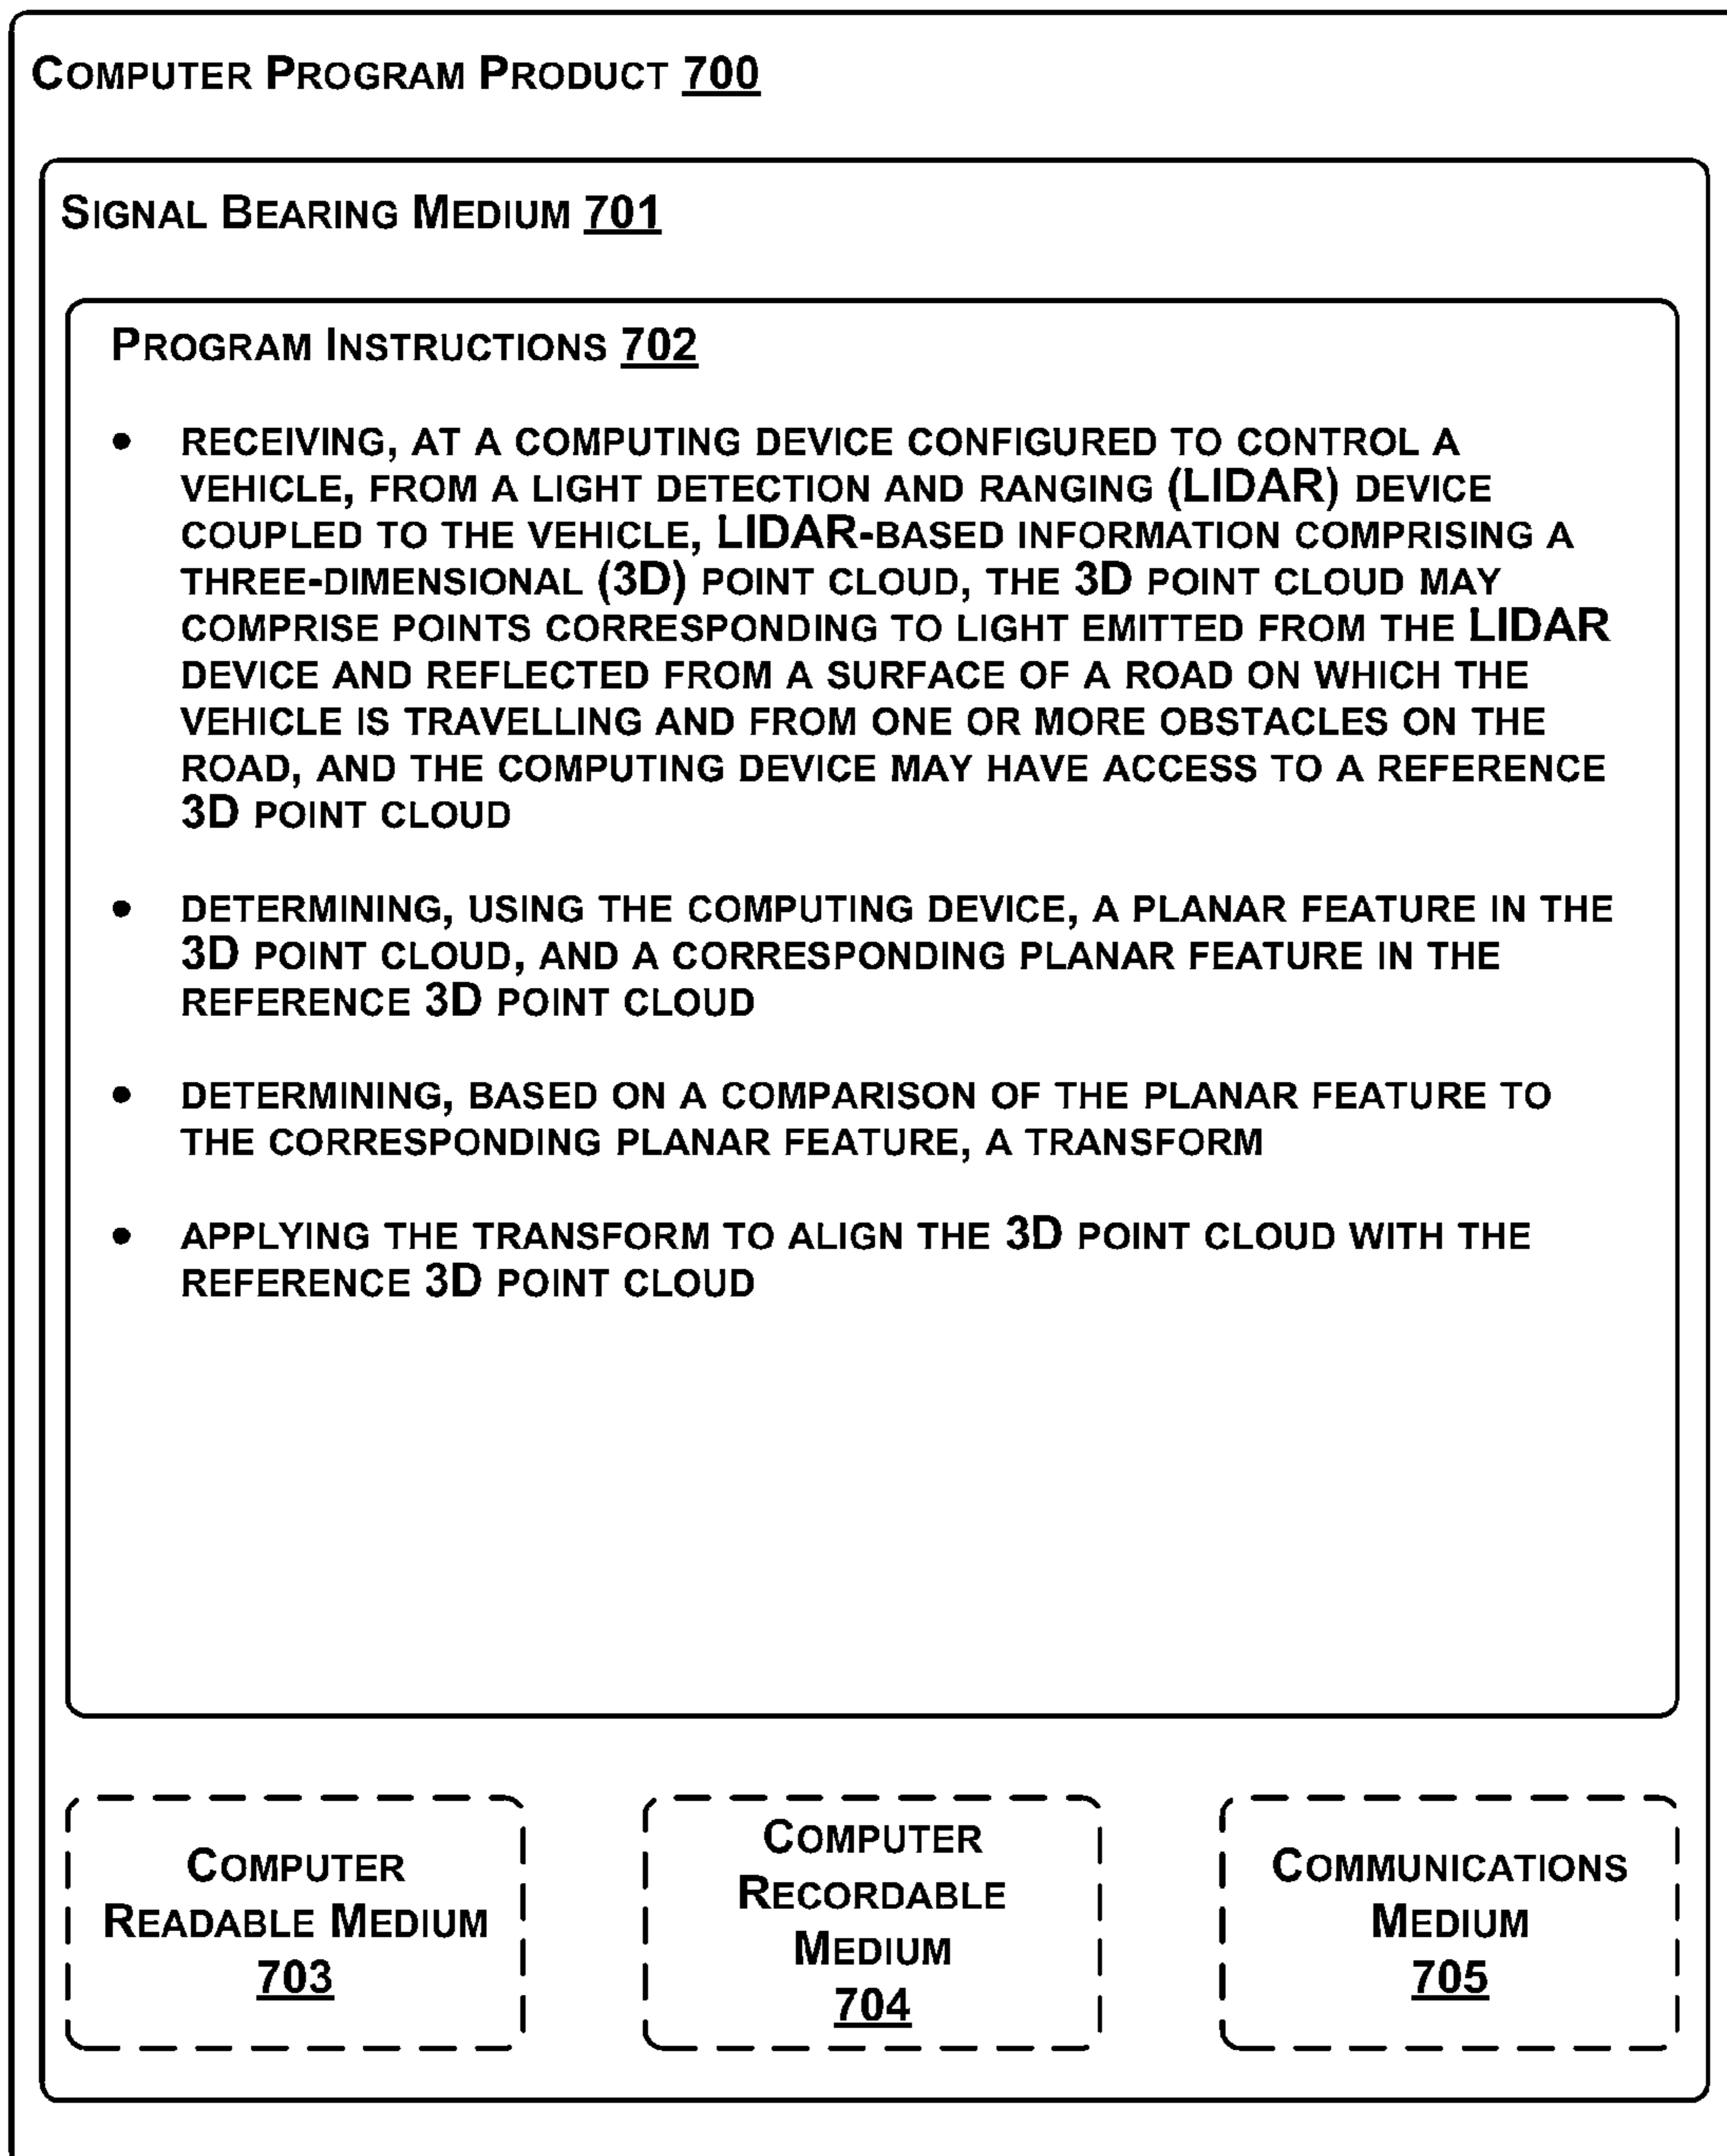 COMPUTER PROGRAM PRODUCT 700
SIGNAL BEARING MEDIUM 701
PROGRAM INSTRUCTIONS 702
• RECEIVING, AT A COMPUTING DEVICE CONFIGURED TO CONTROL A
VEHICLE, FROM A LIGHT DETECTION AND RANGING (LIDAR) DEVICE
COUPLED TO THE VEHICLE, LIDAR-BASED INFORMATION COMPRISING A
THREE-DIMENSIONAL (3D) POINT CLOUD, THE 3D POINT CLOUD MAY
COMPRISE POINTS CORRESPONDING TO LIGHT EMITTED FROM THE LIDAR
DEVICE AND REFLECTED FROM A SURFACE OF A ROAD ON WHICH THE
VEHICLE IS TRAVELLING AND FROM ONE OR MORE OBSTACLES ON THE
ROAD, AND THE COMPUTING DEVICE MAY HAVE ACCESS TO A REFERENCE
3D POINT CLOUD
• DETERMINING, USING THE COMPUTING DEVICE, A PLANAR FEATURE IN THE
3D POINT CLOUD, AND A CORRESPONDING PLANAR FEATURE IN THE
REFERENCE 3D POINT CLOUD
• DETERMINING, BASED ON A COMPARISON OF THE PLANAR FEATURE TO
THE CORRESPONDING PLANAR FEATURE, A TRANSFORM
• APPLYING THE TRANSFORM TO ALIGN THE 3D POINT CLOUD WITH THE
REFERENCE 3D POINT CLOUD
COMPUTER
READABLE MEDIUM
703
COMPUTER
RECORDABLE
MEDIUM
704
COMMUNICATIONS
MEDIUM
705